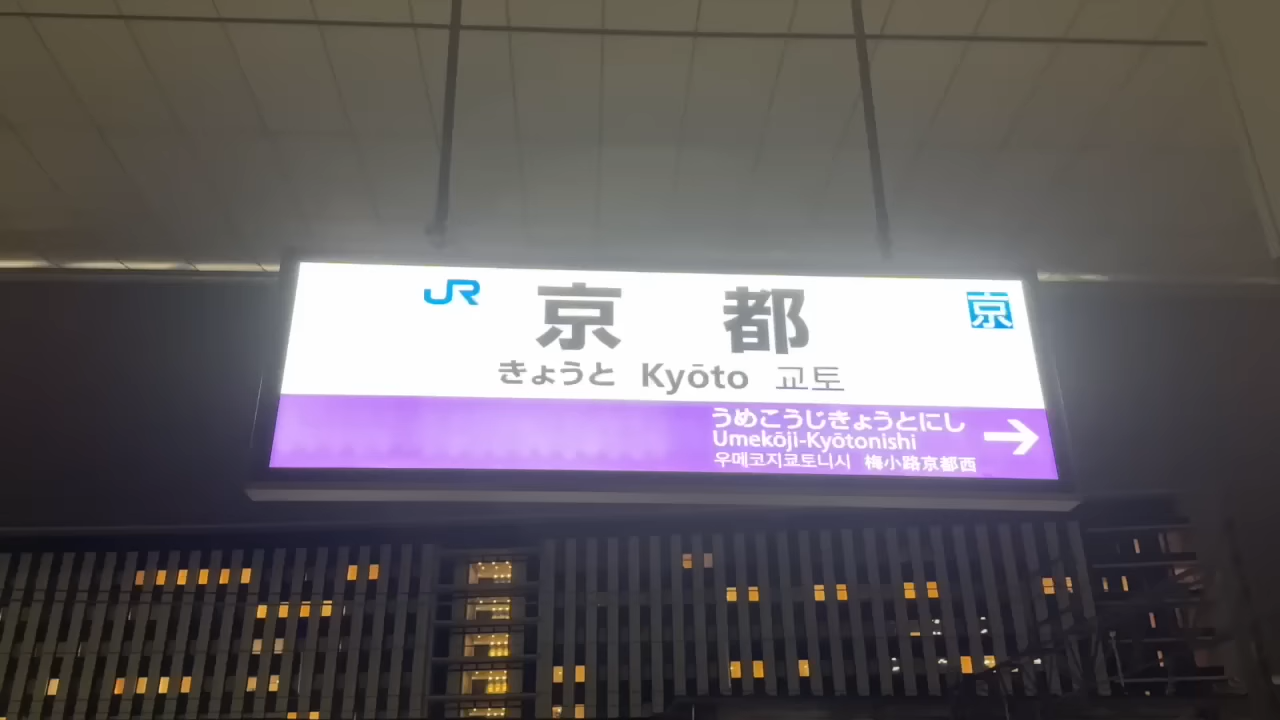 JR 京都 京
きょうと Kyōto 교토
うめこうじきょうとにし
Umekōji-Kyōtonishi
우메코지쿄토니시 梅小路京都西